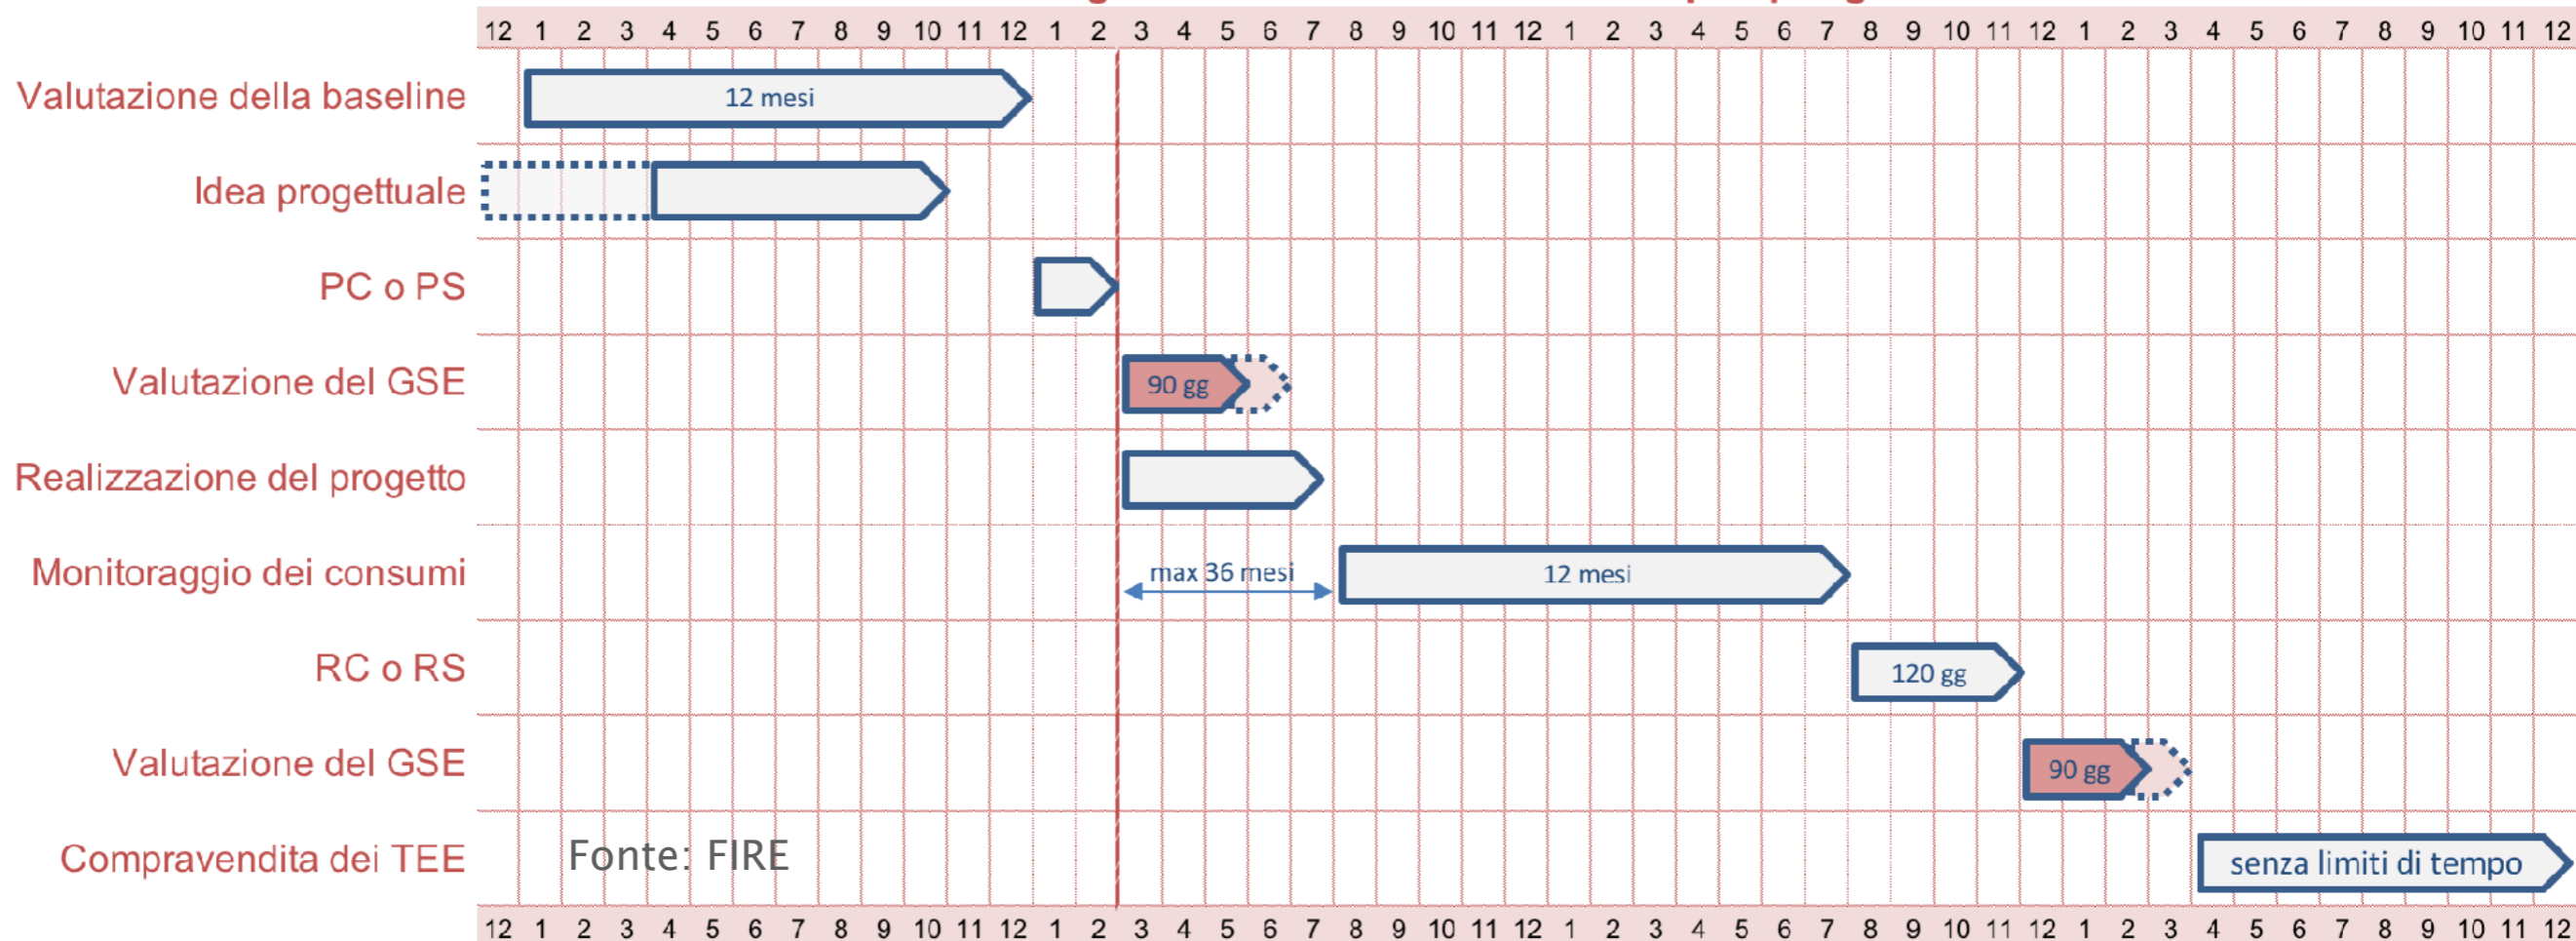 12 1 2 3 4 5 6 7 8 9 10 11 12 1 2 3 4 5 6 7 8 9 10 11 12 1 2 3 4 5 6 7 8 9 10 11 12 1 2 3 4 5 6 7 8 9 10 11 12
Valutazione della baseline 12 mesi
Idea progettuale
PC o PS
Valutazione del GSE 90 gg
Realizzazione del progetto
Monitoraggio dei consumi max 36 mesi 12 mesi
RC o RS 120 gg
Valutazione del GSE 90 gg
Compravendita dei TEE Fonte: FIRE senza limiti di tempo
12 1 2 3 4 5 6 7 8 9 10 11 12 1 2 3 4 5 6 7 8 9 10 11 12 1 2 3 4 5 6 7 8 9 10 11 12 1 2 3 4 5 6 7 8 9 10 11 12